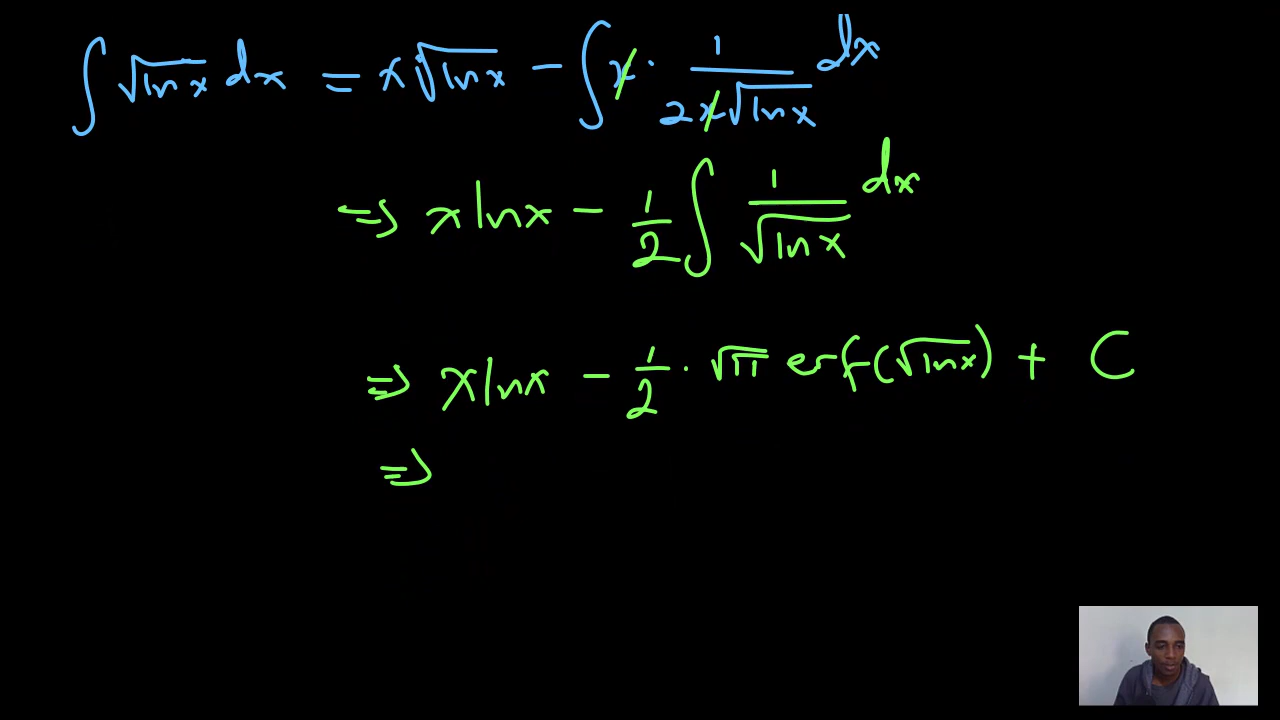 ∫ √(ln x) dx = x √(ln x) − ∫ x · 1/(2x√(ln x)) dx
⇒ x ln x − 1/2 ∫ 1/√(ln x) dx
⇒ x ln x − 1/2 · √π erf(√(ln x)) + C
⇒